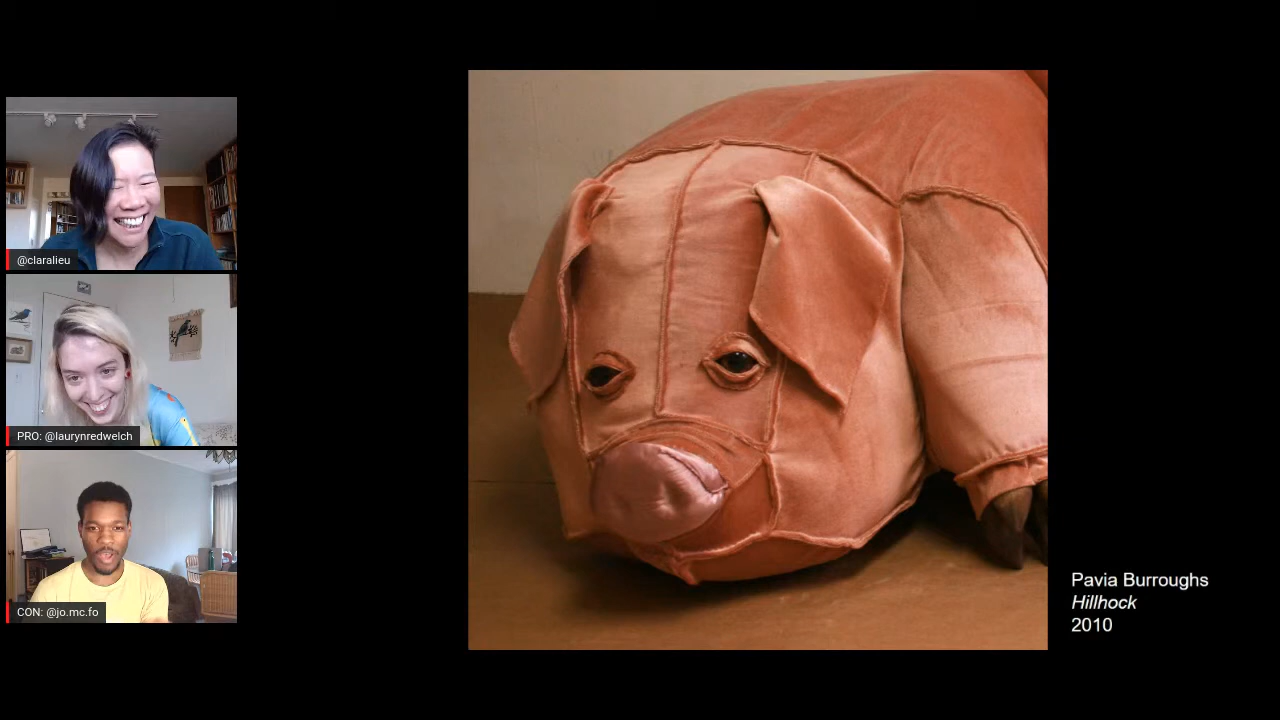 @claralieu
PRO: @laurynredwelch
CON: @jo.mc.fo
Pavia Burroughs
Hillhock
2010